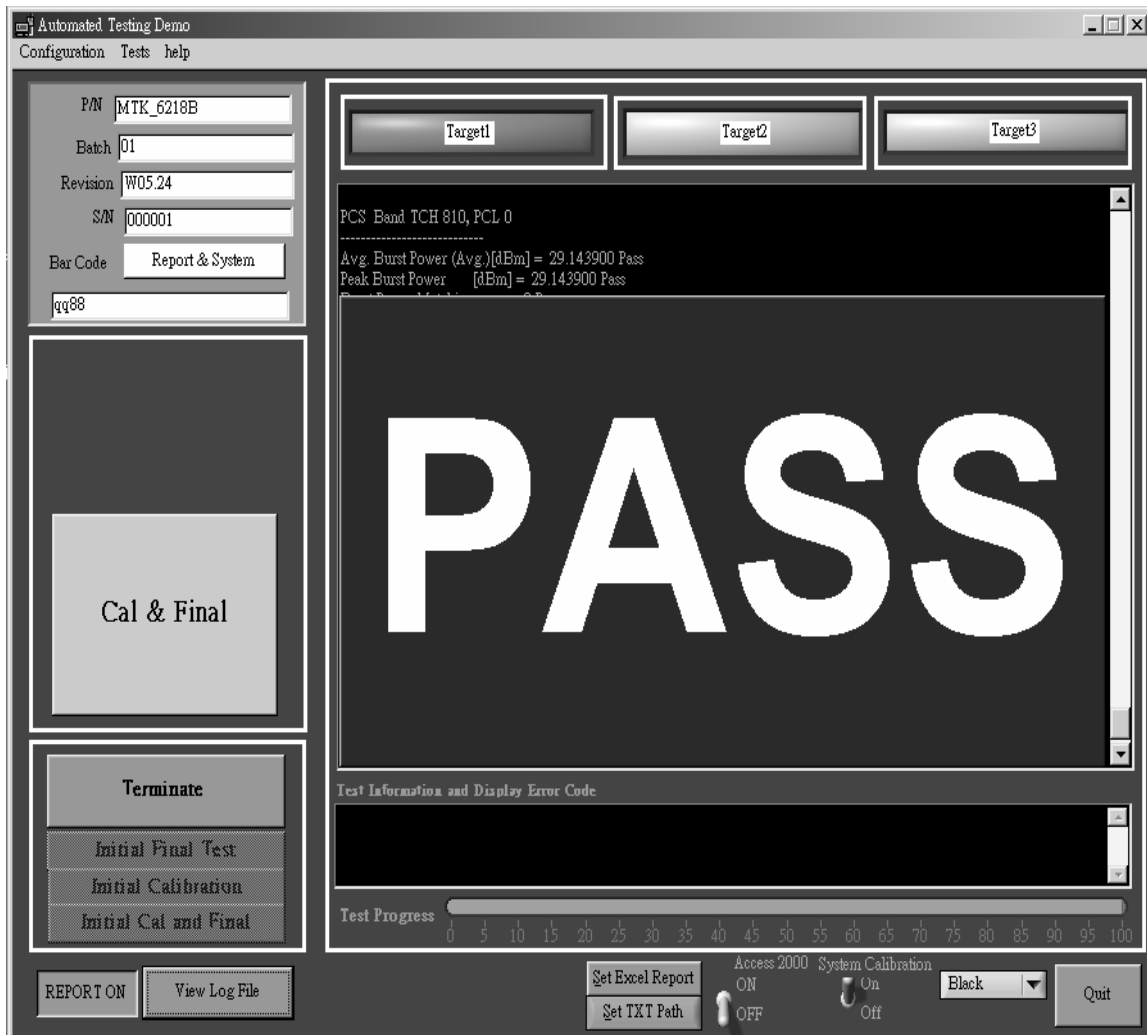 Automated Testing Demo
Configuration Tests help
P/N MTK_6218B
Batch 01
Revision W05.24
S/N 000001
Bar Code Report & System
qq88
Cal & Final
Terminate
Initial Final Test
Initial Calibration
Initial Cal and Final
REPORT ON
View Log File
Target1
Target2
Target3
PCS Band TCH 810, PCL 0
----------------------------
Avg. Burst Power (Avg.)[dBm] = 29.143900 Pass
Peak Burst Power [dBm] = 29.143900 Pass
PASS
Test Information and Display Error Code
Test Progress
0 5 10 15 20 25 30 35 40 45 50 55 60 65 70 75 80 85 90 95 100
Set Excel Report
Set TXT Path
Access 2000
ON
OFF
System Calibration
On
Off
Black
Quit